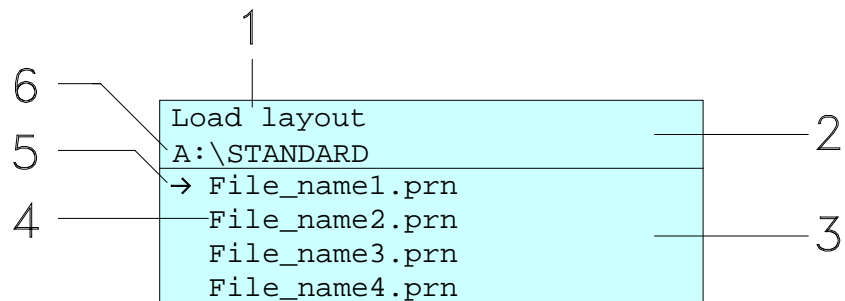 1
6
Load layout
2
A:\STANDARD
5
→ File_name1.prn
4
File_name2.prn
3
File_name3.prn
File_name4.prn